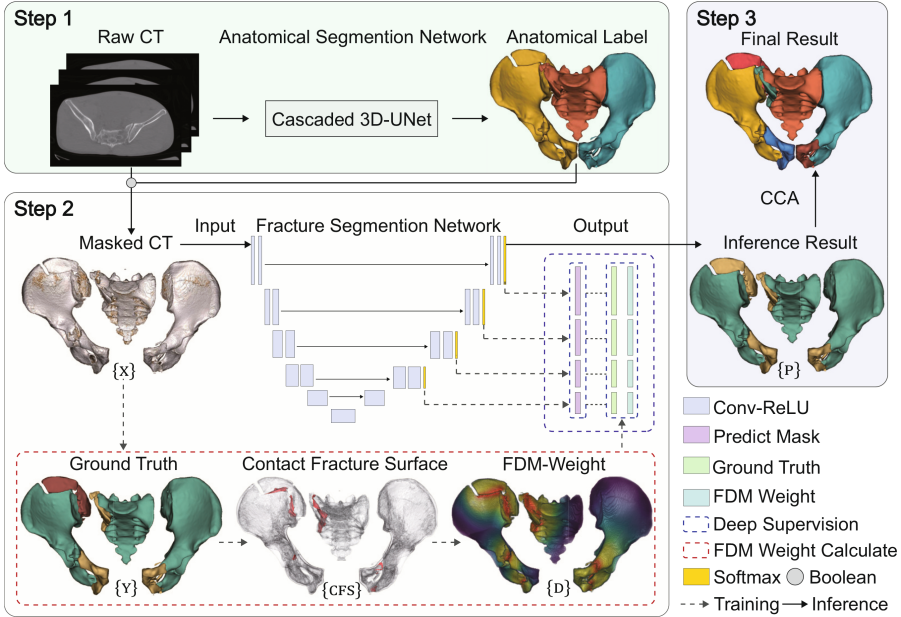 Step 1
Raw CT
Anatomical Segmention Network
Anatomical Label
Cascaded 3D-UNet
Step 2
Masked CT
Input
Fracture Segmention Network
Output
{X}
Ground Truth
Contact Fracture Surface
FDM-Weight
{Y}
{CFS}
{D}
Step 3
Final Result
CCA
Inference Result
{P}
Conv-ReLU
Predict Mask
Ground Truth
FDM Weight
Deep Supervision
FDM Weight Calculate
Softmax
Boolean
Training
Inference